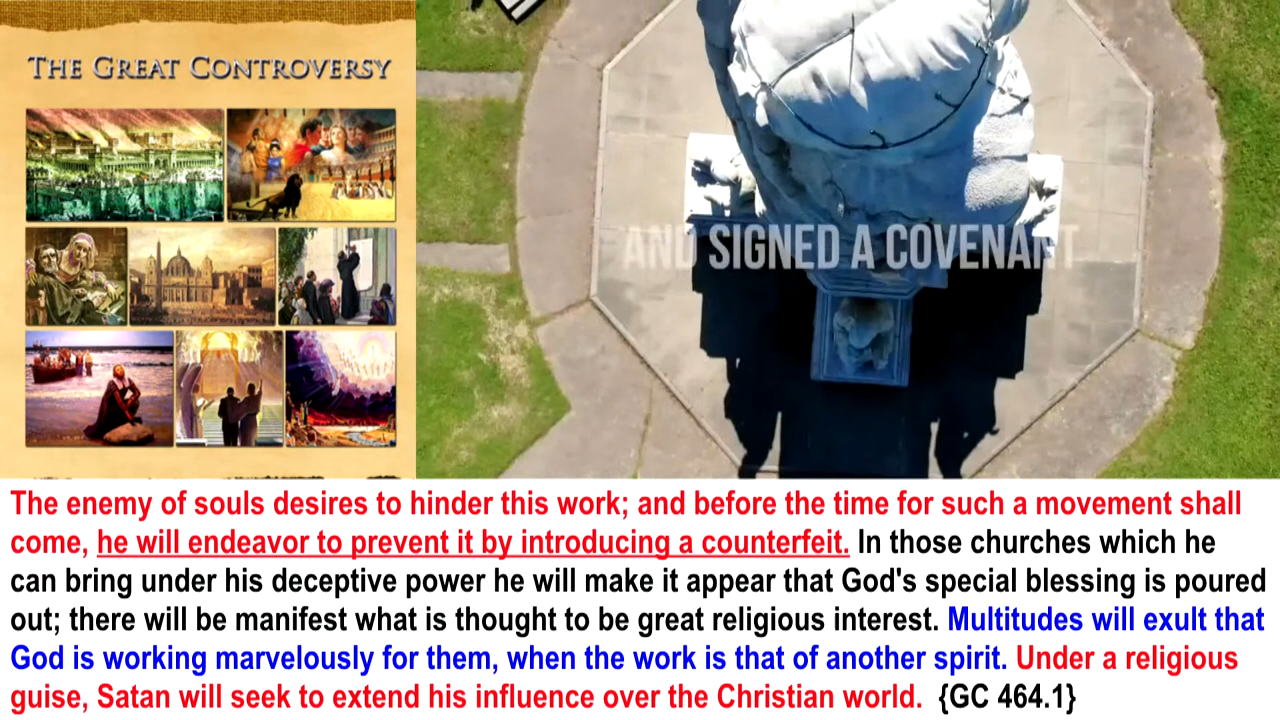 THE GREAT CONTROVERSY
AND SIGNED A COVENANT
The enemy of souls desires to hinder this work; and before the time for such a movement shall
come, he will endeavor to prevent it by introducing a counterfeit. In those churches which he
can bring under his deceptive power he will make it appear that God's special blessing is poured
out; there will be manifest what is thought to be great religious interest. Multitudes will exult that
God is working marvelously for them, when the work is that of another spirit. Under a religious
guise, Satan will seek to extend his influence over the Christian world. {GC 464.1}